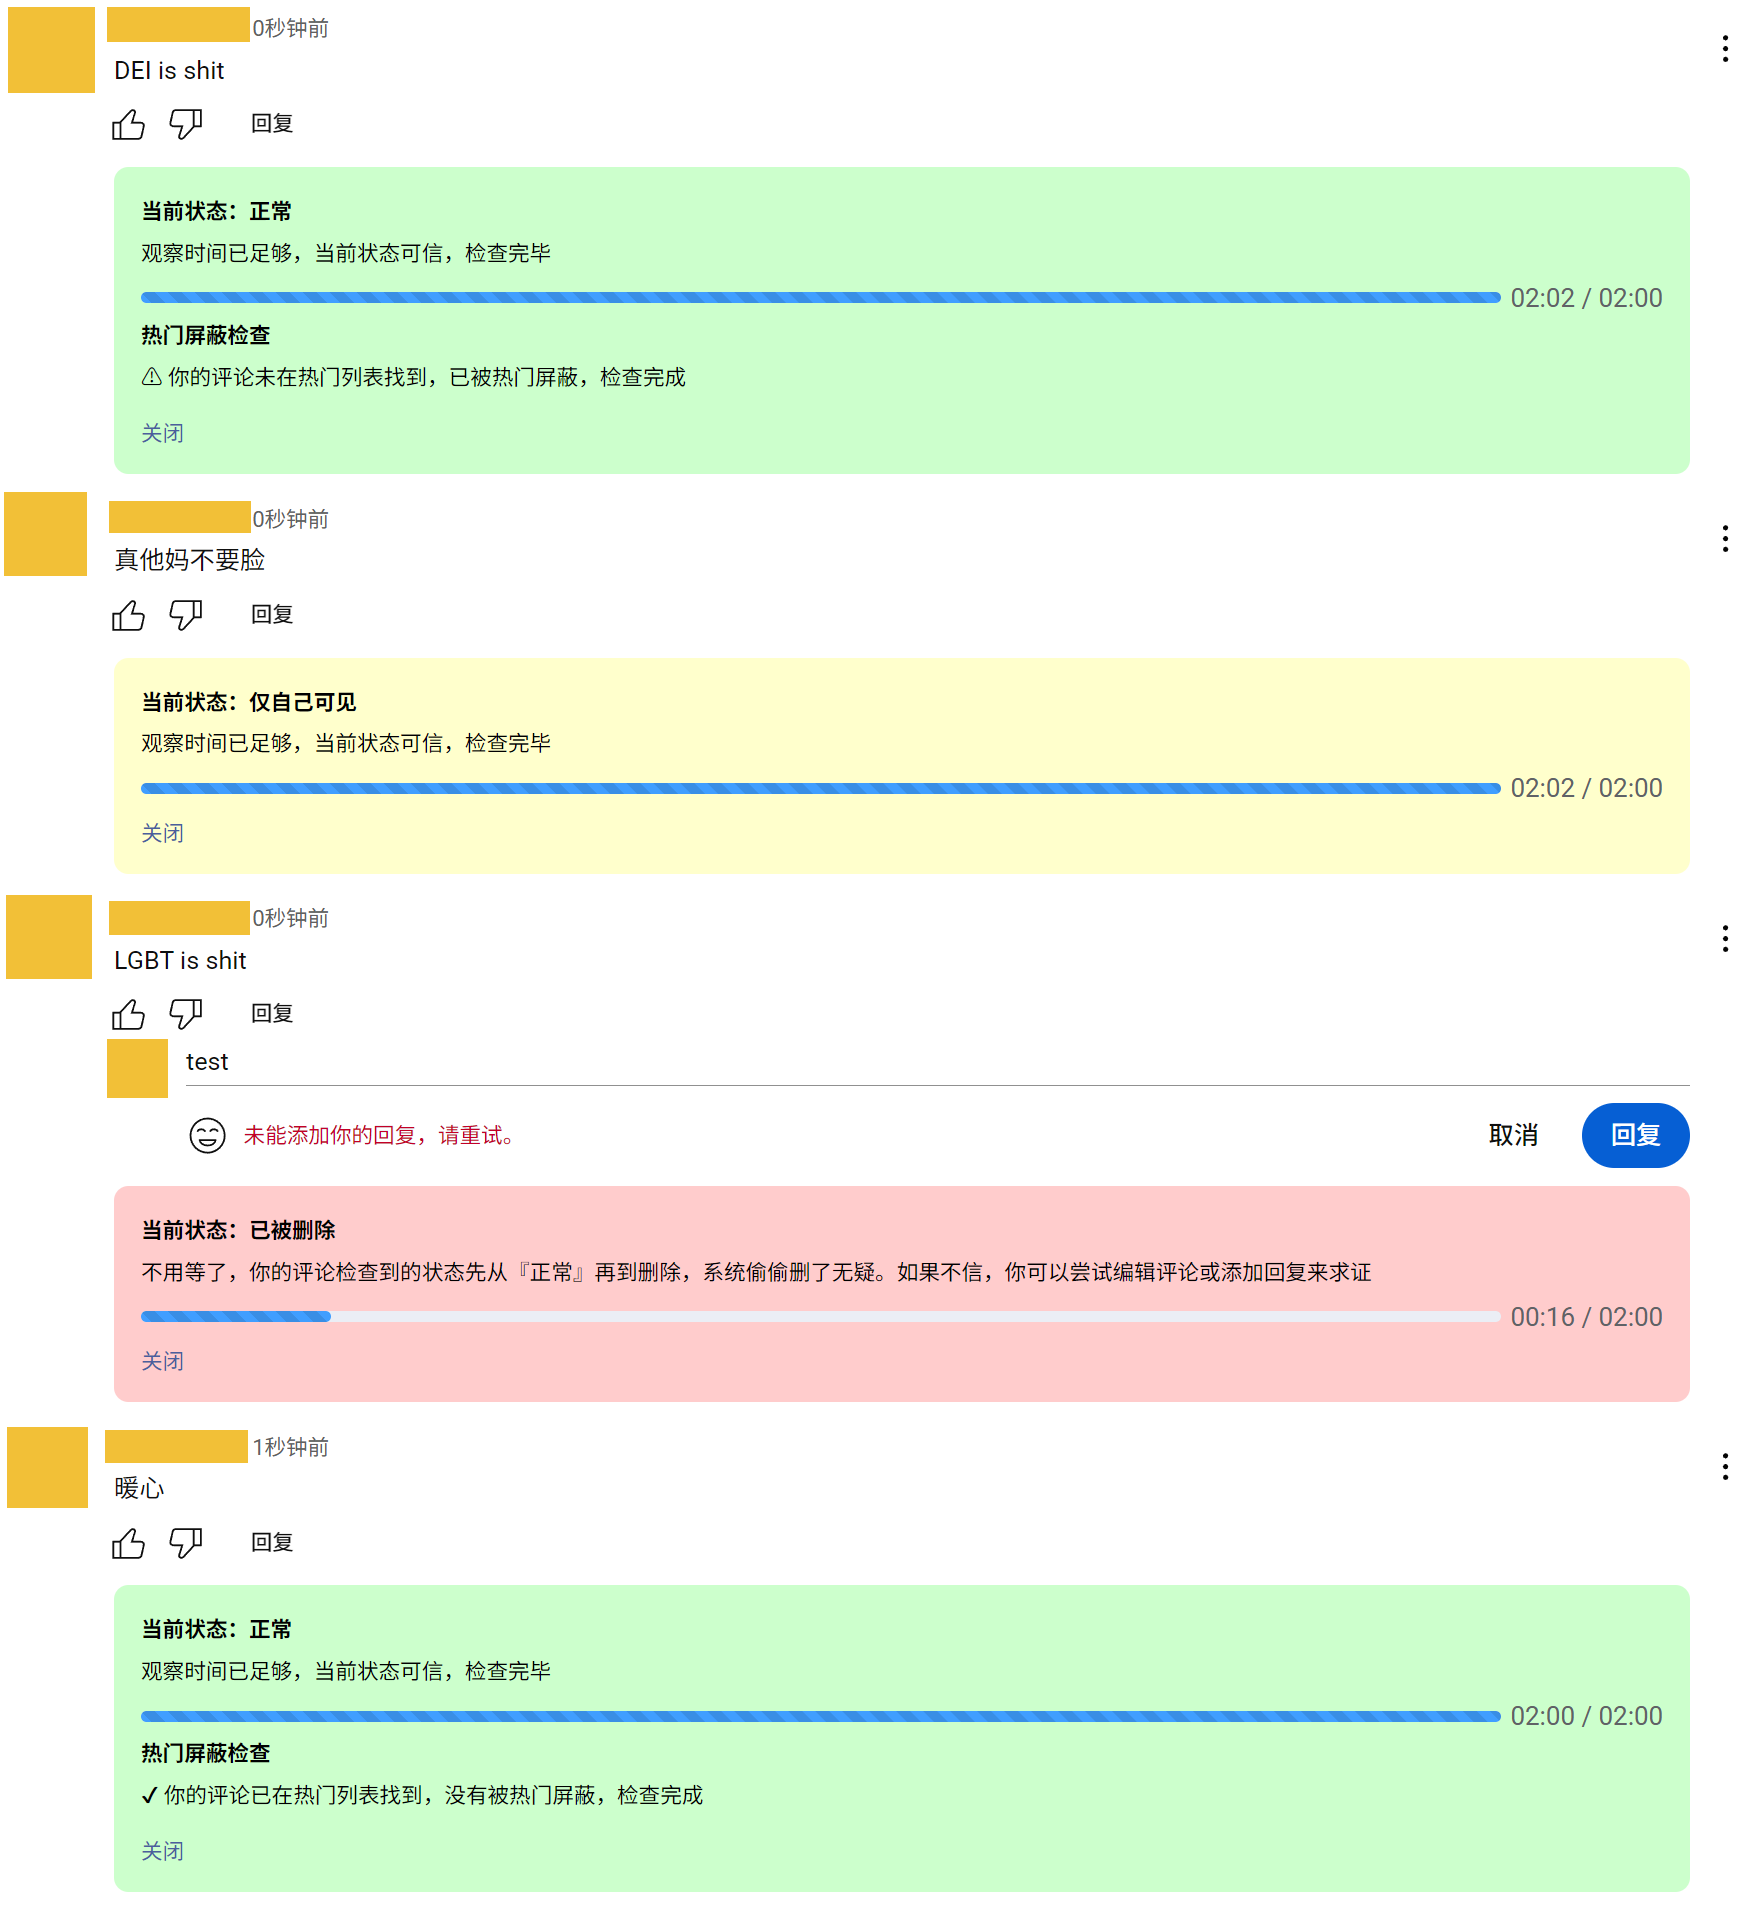 0秒钟前
DEI is shit
回复
当前状态：正常
观察时间已足够，当前状态可信，检查完毕
02:02 / 02:00
热门屏蔽检查
⚠ 你的评论未在热门列表找到，已被热门屏蔽，检查完成
关闭
0秒钟前
真他妈不要脸
回复
当前状态：仅自己可见
观察时间已足够，当前状态可信，检查完毕
02:02 / 02:00
关闭
0秒钟前
LGBT is shit
回复
test
未能添加你的回复，请重试。 取消 回复
当前状态：已被删除
不用等了，你的评论检查到的状态先从『正常』再到删除，系统偷偷删了无疑。如果不信，你可以尝试编辑评论或添加回复来求证
00:16 / 02:00
关闭
1秒钟前
暖心
回复
当前状态：正常
观察时间已足够，当前状态可信，检查完毕
02:00 / 02:00
热门屏蔽检查
✓ 你的评论已在热门列表找到，没有被热门屏蔽，检查完成
关闭